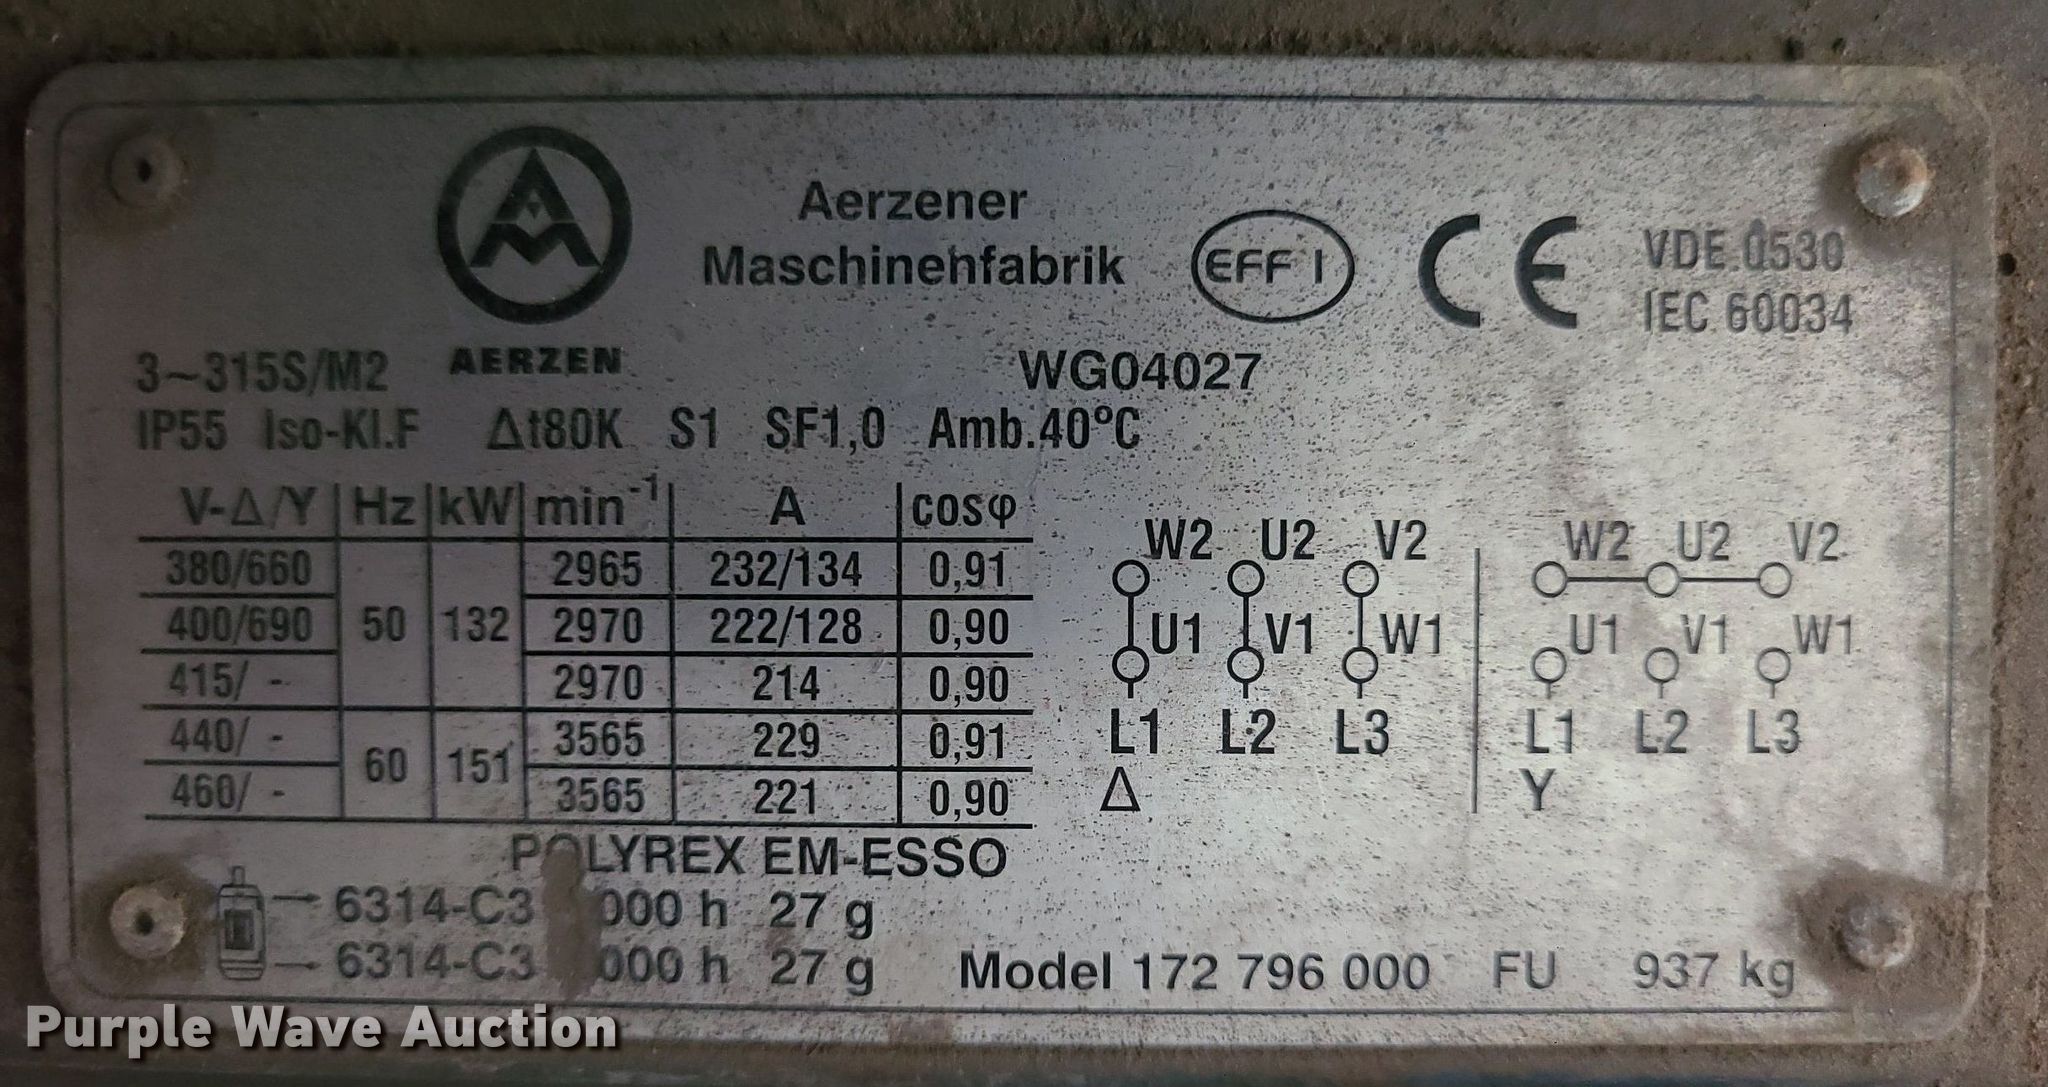 Aerzener
Maschinenfabrik
EFF 1
CE
VDE 0530
IEC 60034
AERZEN
3~315S/M2
WG04027
IP55 Iso-Kl.F Δt80K S1 SF1,0 Amb.40°C
V-Δ/Y Hz kW min⁻¹ A cosφ
380/660 2965 232/134 0,91
400/690 50 132 2970 222/128 0,90
415/ - 2970 214 0,90
440/ - 3565 229 0,91
60 151
460/ - 3565 221 0,90
W2 U2 V2
U1 V1 W1
L1 L2 L3
Δ
W2 U2 V2
U1 V1 W1
L1 L2 L3
Y
POLYREX EM-ESSO
6314-C3 000 h 27 g
6314-C3 000 h 27 g
Model 172 796 000 FU 937 kg
Purple Wave Auction